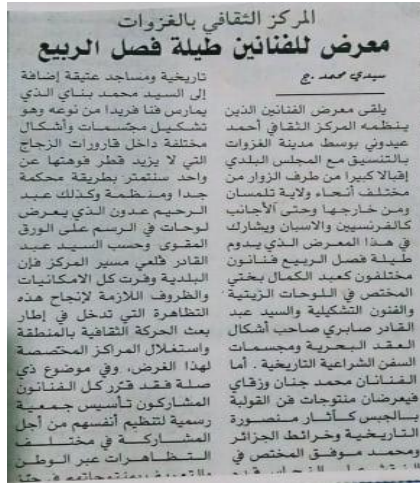 المركز الثقافي بالغزوات
معرض للفنانين طيلة فصل الربيع
سيدي محمد.ج
يلقى معرض الفنانين الذين
ينظمه المركز الثقافي أحمد
عيدوني بوسط مدينة الغزوات
بالتنسيق مع المجلس البلدي
إقبالا كبيرا من طرف الزوار من
مختلف أنحاء ولاية تلمسان
ومن خارجها وحتى الأجانب
كالفرنسيين والاسبان ويشارك
في هذا المعرض الذي يدوم
طيلة فصل الربيع فنانون
مختلفون كعبد الكمال بختي
المختص في اللوحات الزيتية
والفنون التشكيلية والسيد عبد
القادر صابري صاحب أشكال
العقد البحرية ومجسمات
السفن الشراعية التاريخية . أما
الفنانان محمد جنان وزقاي
فيعرضان منتوجات فن القولبة
بالجبس كآثار منصورة
التاريخية وخرائط الجزائر
ومحمد موفق المختص في
على النحاس
تاريخية ومساجد عتيقة إضافة
إلى السيد محمد بناي الذي
يمارس فنا فريدا من نوعه وهو
تشكيل مجتسمات وأشكال
مختلفة داخل قارورات الزجاج
التي لا يزيد قطر فوهتها عن
واحد سنتمتر بطريقة محكمة
جدا ومنظمة وكذلك عبد
الرحيم عدون الذي يعرض
لوحات في الرسم على الورق
المقوى وحسب السيد عبد
القادر قلعي مسير المركز فإن
البلدية وفرت كل الامكانيات
والظروف اللازمة لإنجاح هذه
التظاهرة التي تدخل في إطار
بعث الحركة الثقافية بالمنطقة
واستغلال المراكز المختصة
لهذا الغرض، وفي موضوع ذي
صلة فقد قرر كل الفنانون
المشاركون تأسيس جمعية
رسمية لتنظيم أنفسهم من أجل
المشاركة في مختلف
التظاهرات عبر الوطن
والتعريف بمنتوجاتهم في